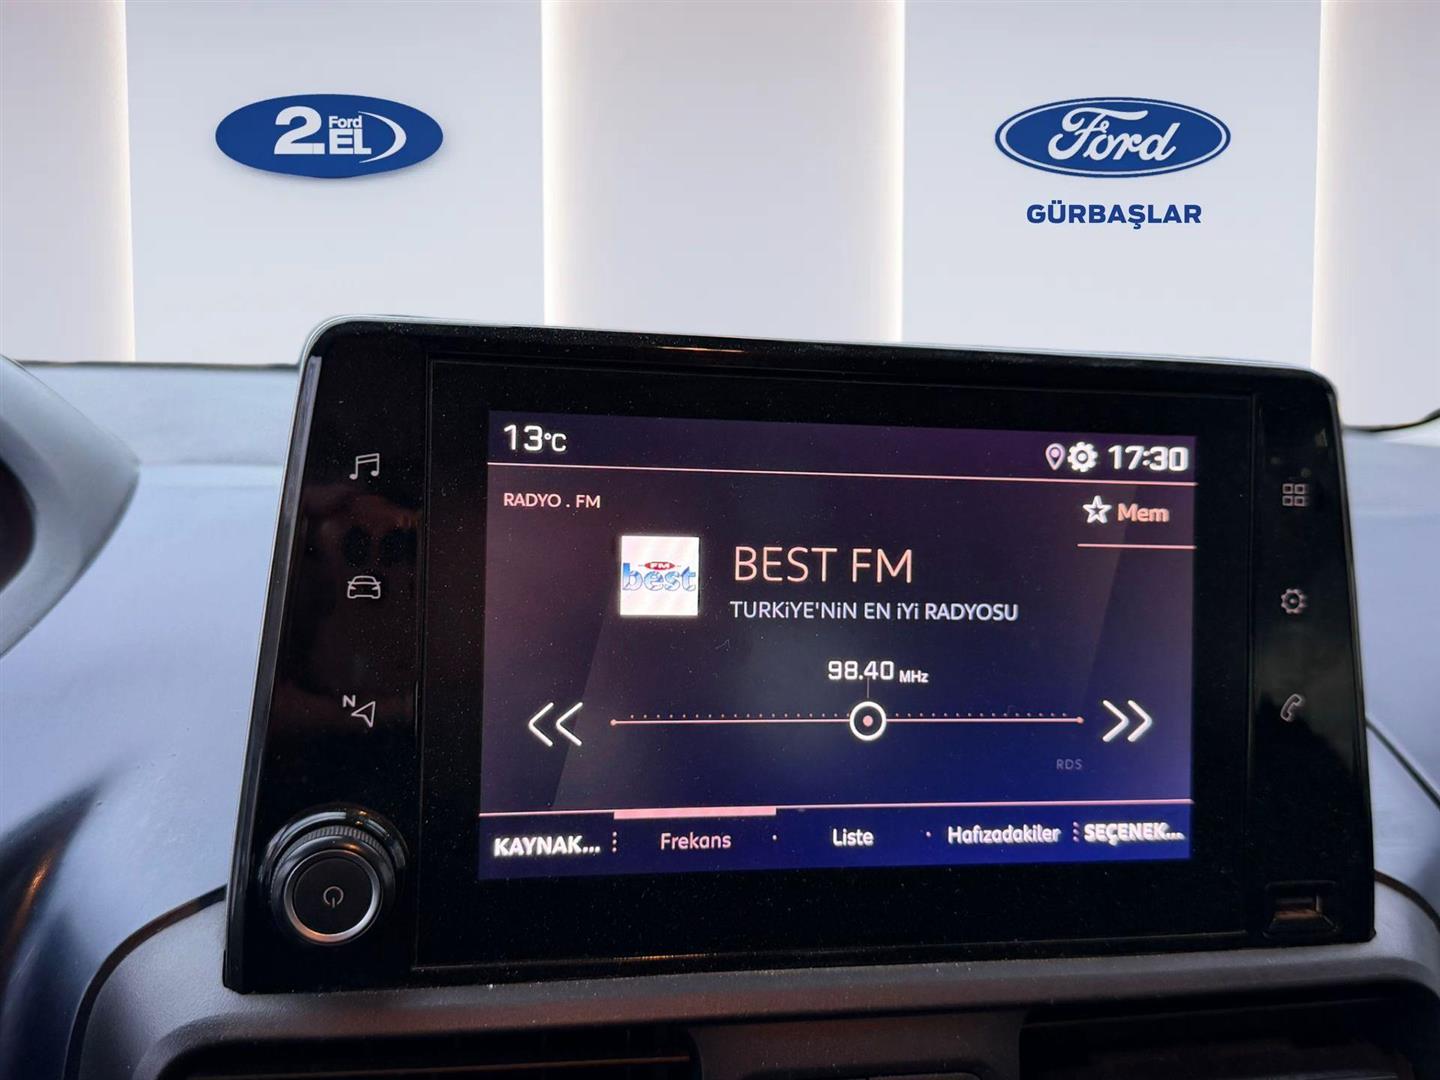 2 Ford EL
Ford
GÜRBAŞLAR
13°C
17:30
RADYO . FM
Mem
FM
best
BEST FM
TURKiYE'NiN EN iYi RADYOSU
98.40 MHz
N
RDS
KAYNAK...
Frekans
Liste
Hafızadakiler
SEÇENEK...